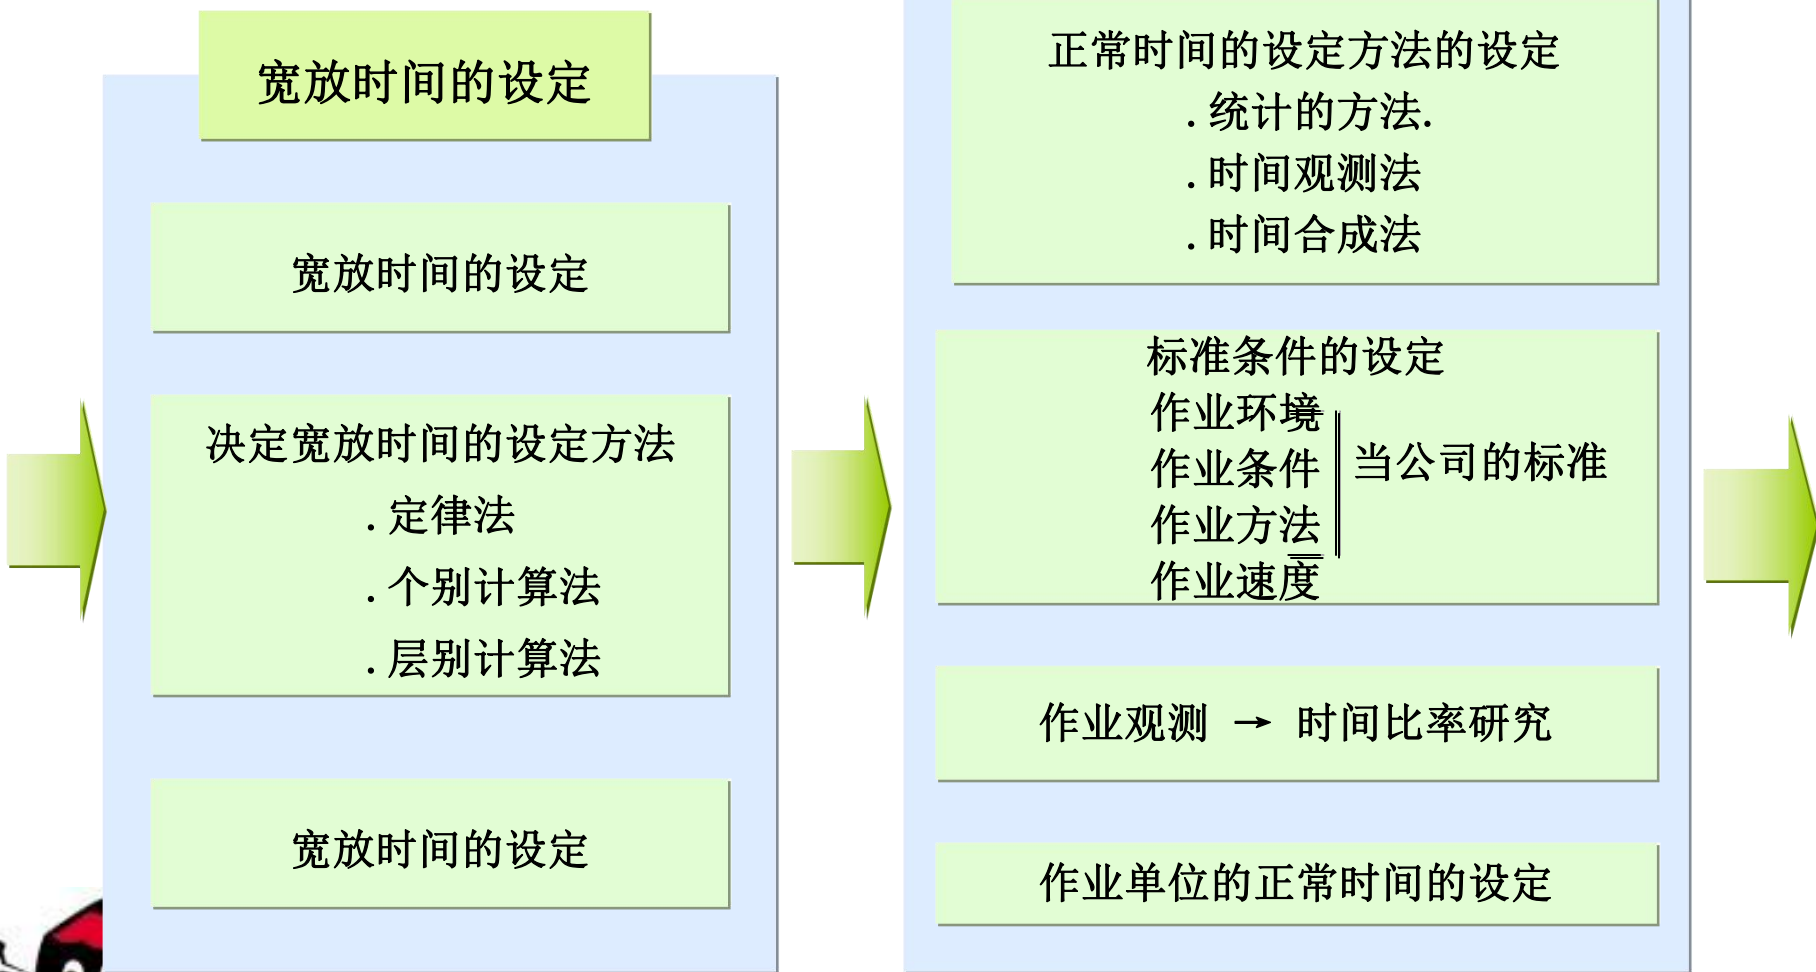 宽放时间的设定
宽放时间的设定
决定宽放时间的设定方法
. 定律法
. 个别计算法
. 层别计算法
宽放时间的设定
正常时间的设定方法的设定
. 统计的方法.
. 时间观测法
. 时间合成法
标准条件的设定
作业环境
作业条件
当公司的标准
作业方法
作业速度
作业观测 → 时间比率研究
作业单位的正常时间的设定